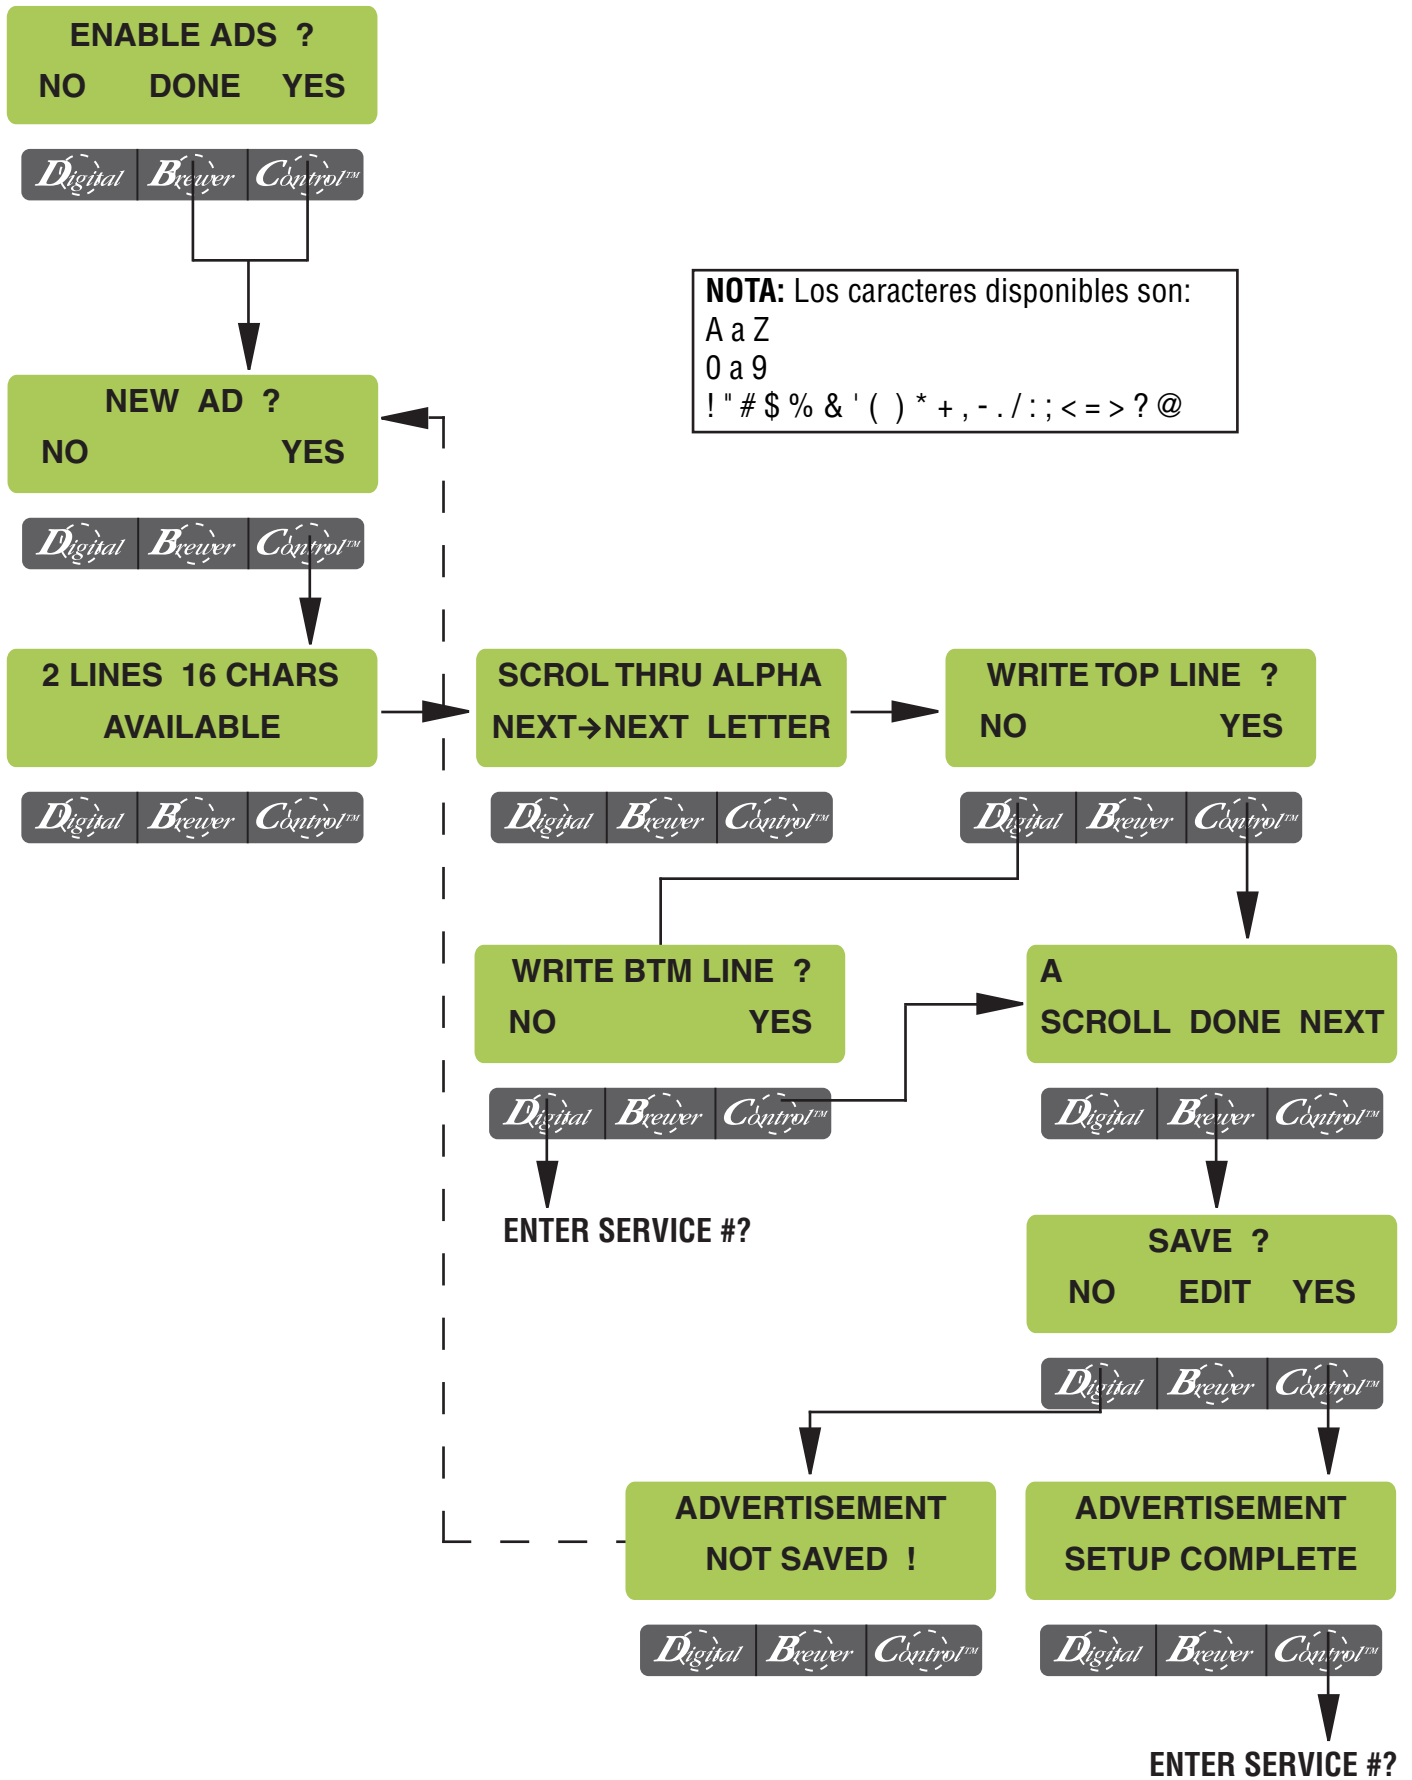 ENABLE ADS ?
NO DONE YES
Digital Brewer Control™
NOTA: Los caracteres disponibles son:
A a Z
0 a 9
! " # $ % & ' ( ) * + , - . / : ; < = > ? @
NEW AD ?
NO YES
Digital Brewer Control™
2 LINES 16 CHARS
AVAILABLE
Digital Brewer Control™
SCROL THRU ALPHA
NEXT→NEXT LETTER
Digital Brewer Control™
WRITE TOP LINE ?
NO YES
Digital Brewer Control™
WRITE BTM LINE ?
NO YES
Digital Brewer Control™
ENTER SERVICE #?
A
SCROLL DONE NEXT
Digital Brewer Control™
SAVE ?
NO EDIT YES
Digital Brewer Control™
ADVERTISEMENT
NOT SAVED !
Digital Brewer Control™
ADVERTISEMENT
SETUP COMPLETE
Digital Brewer Control™
ENTER SERVICE #?